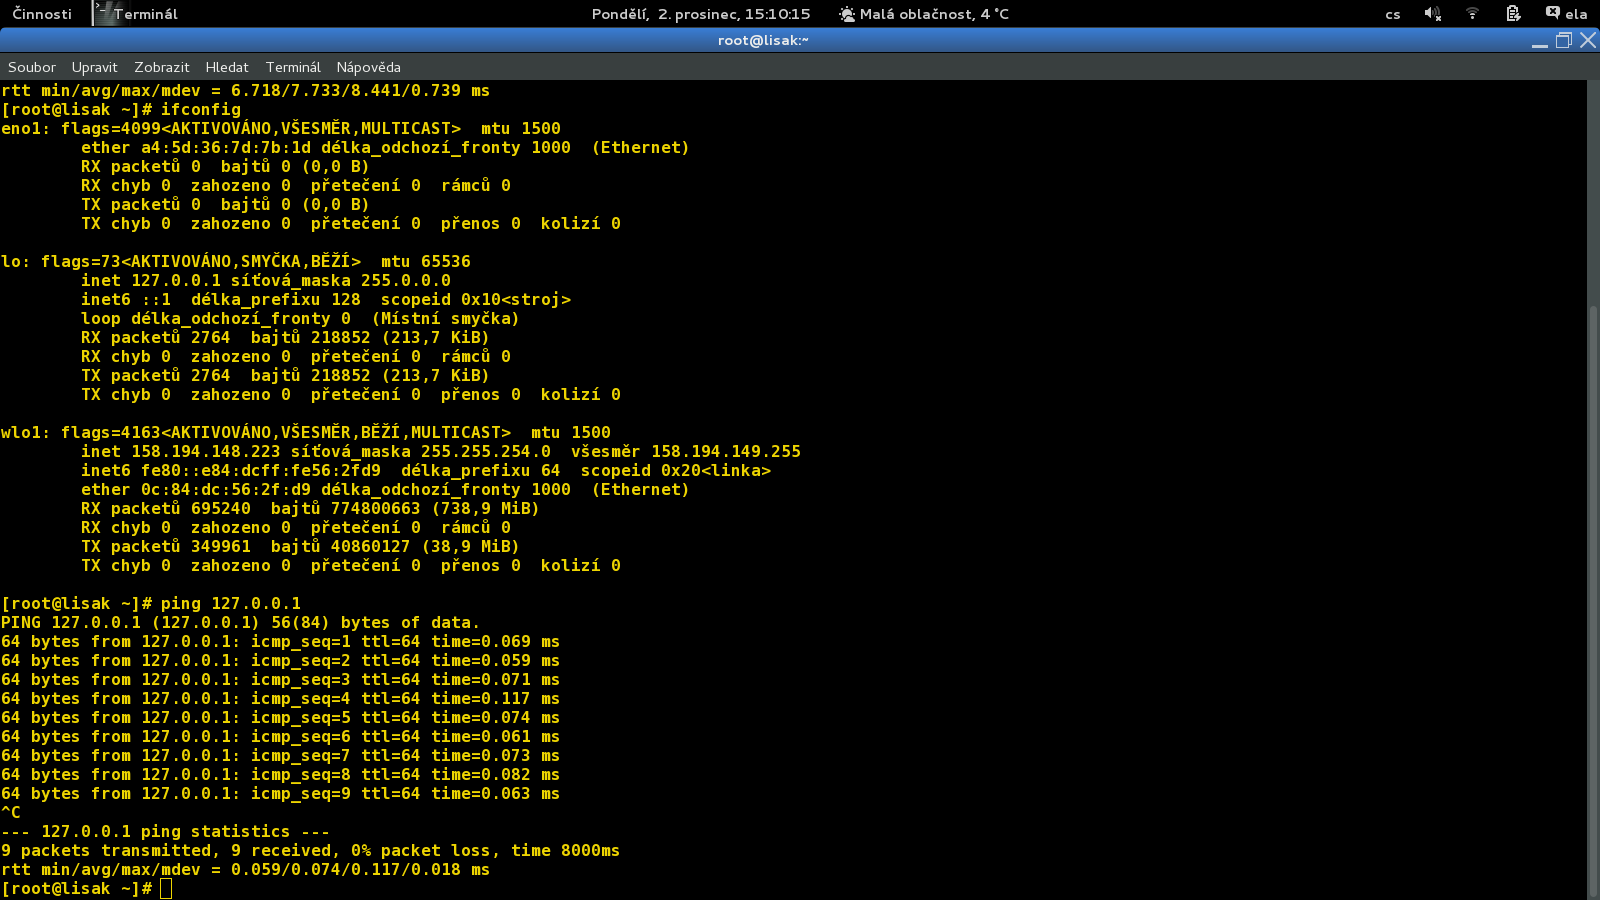 Činnosti Terminál Pondělí, 2. prosinec, 15:10:15 Malá oblačnost, 4 °C cs ela
root@lisak:~
Soubor Upravit Zobrazit Hledat Terminál Nápověda
rtt min/avg/max/mdev = 6.718/7.733/8.441/0.739 ms
[root@lisak ~]# ifconfig
eno1: flags=4099<AKTIVOVÁNO,VŠESMĚR,MULTICAST>  mtu 1500
        ether a4:5d:36:7d:7b:1d délka_odchozí_fronty 1000  (Ethernet)
        RX packetů 0  bajtů 0 (0,0 B)
        RX chyb 0  zahozeno 0  přetečení 0  rámců 0
        TX packetů 0  bajtů 0 (0,0 B)
        TX chyb 0  zahozeno 0  přetečení 0  přenos 0  kolizí 0

lo: flags=73<AKTIVOVÁNO,SMYČKA,BĚŽÍ>  mtu 65536
        inet 127.0.0.1 síťová_maska 255.0.0.0
        inet6 ::1  délka_prefixu 128  scopeid 0x10<stroj>
        loop délka_odchozí_fronty 0  (Místní smyčka)
        RX packetů 2764  bajtů 218852 (213,7 KiB)
        RX chyb 0  zahozeno 0  přetečení 0  rámců 0
        TX packetů 2764  bajtů 218852 (213,7 KiB)
        TX chyb 0  zahozeno 0  přetečení 0  přenos 0  kolizí 0

wlo1: flags=4163<AKTIVOVÁNO,VŠESMĚR,BĚŽÍ,MULTICAST>  mtu 1500
        inet 158.194.148.223 síťová_maska 255.255.254.0  všesměr 158.194.149.255
        inet6 fe80::e84:dcff:fe56:2fd9  délka_prefixu 64  scopeid 0x20<linka>
        ether 0c:84:dc:56:2f:d9 délka_odchozí_fronty 1000  (Ethernet)
        RX packetů 695240  bajtů 774800663 (738,9 MiB)
        RX chyb 0  zahozeno 0  přetečení 0  rámců 0
        TX packetů 349961  bajtů 40860127 (38,9 MiB)
        TX chyb 0  zahozeno 0  přetečení 0  přenos 0  kolizí 0

[root@lisak ~]# ping 127.0.0.1
PING 127.0.0.1 (127.0.0.1) 56(84) bytes of data.
64 bytes from 127.0.0.1: icmp_seq=1 ttl=64 time=0.069 ms
64 bytes from 127.0.0.1: icmp_seq=2 ttl=64 time=0.059 ms
64 bytes from 127.0.0.1: icmp_seq=3 ttl=64 time=0.071 ms
64 bytes from 127.0.0.1: icmp_seq=4 ttl=64 time=0.117 ms
64 bytes from 127.0.0.1: icmp_seq=5 ttl=64 time=0.074 ms
64 bytes from 127.0.0.1: icmp_seq=6 ttl=64 time=0.061 ms
64 bytes from 127.0.0.1: icmp_seq=7 ttl=64 time=0.073 ms
64 bytes from 127.0.0.1: icmp_seq=8 ttl=64 time=0.082 ms
64 bytes from 127.0.0.1: icmp_seq=9 ttl=64 time=0.063 ms
^C
--- 127.0.0.1 ping statistics ---
9 packets transmitted, 9 received, 0% packet loss, time 8000ms
rtt min/avg/max/mdev = 0.059/0.074/0.117/0.018 ms
[root@lisak ~]#